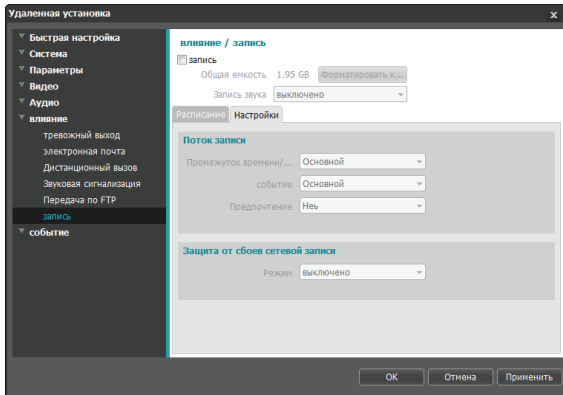 Удаленная установка x
Быстрая настройка
Система
Параметры
Видео
Аудио
влияние
тревожный выход
электронная почта
Дистанционный вызов
Звуковая сигнализация
Передача по FTP
запись
событие
влияние / запись
запись
Общая емкость 1.95 GB Форматировать к...
Запись звука выключено
Расписание Настройки
Поток записи
Промежуток времени/... Основной
событие Основной
Предпочтение Неь
Защита от сбоев сетевой записи
Режим выключено
OK Отмена Применить